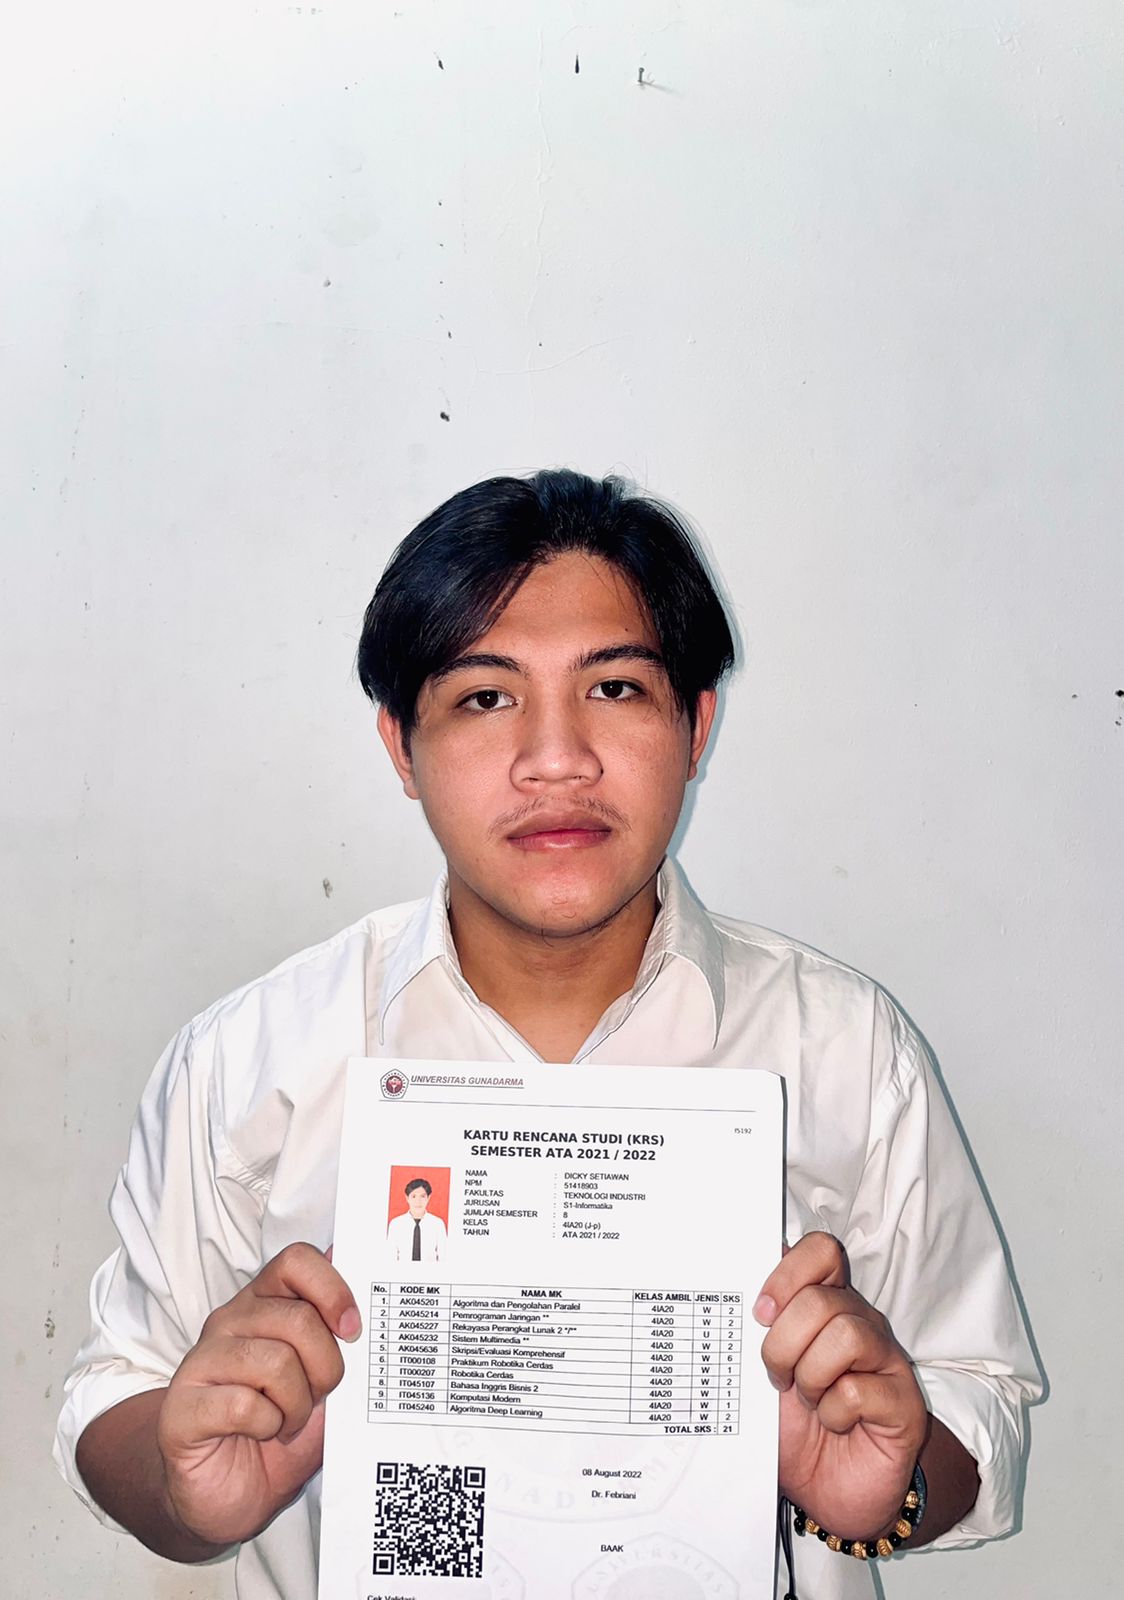 UNIVERSITAS GUNADARMA
f5192
KARTU RENCANA STUDI (KRS)
SEMESTER ATA 2021 / 2022
NAMA : DICKY SETIAWAN
NPM : 51418903
FAKULTAS : TEKNOLOGI INDUSTRI
JURUSAN : S1-Informatika
JUMLAH SEMESTER : 8
KELAS : 4IA20 (J-p)
TAHUN : ATA 2021 / 2022
No. KODE MK NAMA MK KELAS AMBIL JENIS SKS
1. AK045201 Algoritma dan Pengolahan Paralel 4IA20 W 2
2. AK045214 Pemrograman Jaringan ** 4IA20 W 2
3. AK045227 Rekayasa Perangkat Lunak 2 */** 4IA20 U 2
4. AK045232 Sistem Multimedia ** 4IA20 W 2
5. AK045636 Skripsi/Evaluasi Komprehensif 4IA20 W 6
6. IT000108 Praktikum Robotika Cerdas 4IA20 W 1
7. IT000207 Robotika Cerdas 4IA20 W 2
8. IT045107 Bahasa Inggris Bisnis 2 4IA20 W 1
9. IT045136 Komputasi Modern 4IA20 W 1
10. IT045240 Algoritma Deep Learning 4IA20 W 2
TOTAL SKS : 21
08 August 2022
Dr. Febriani
BAAK
Cek Validasi: